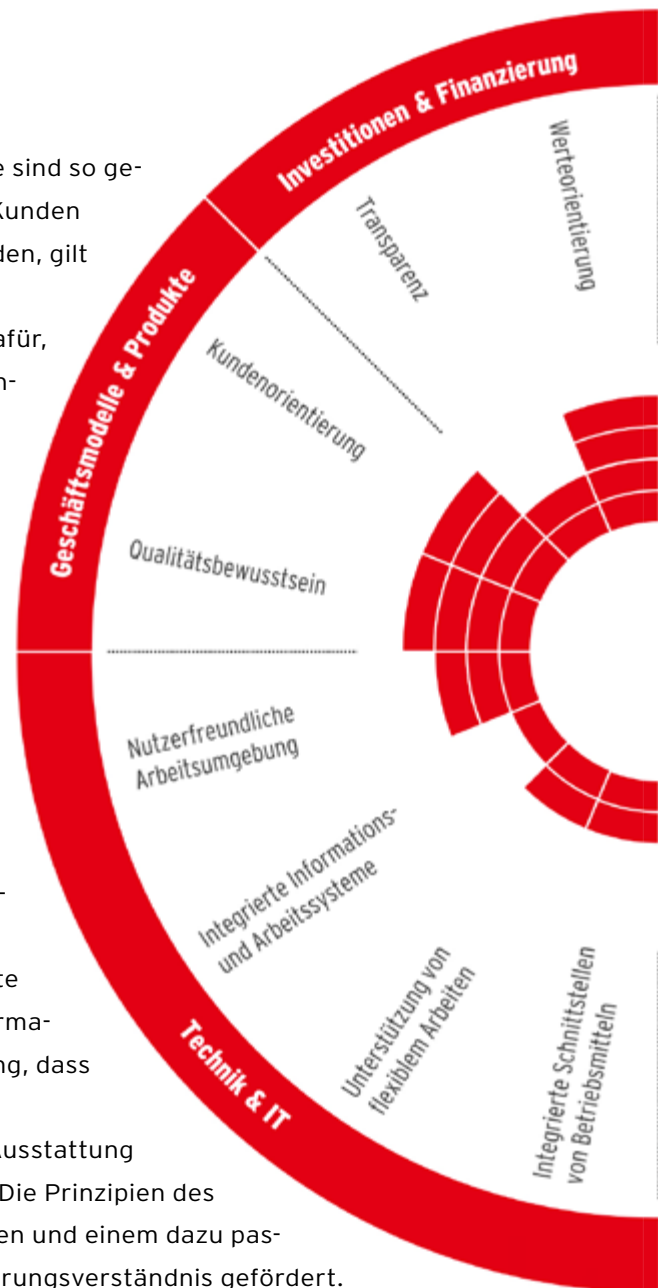 e sind so ge-
Kunden
den, gilt
afür,
n-
-
te
rma-
ng, dass
Ausstattung
Die Prinzipien des
en und einem dazu pas-
rungsverständnis gefördert.
Investitionen & Finanzierung
Werteorientierung
Transparenz
Geschäftsmodelle & Produkte
Kundenorientierung
Qualitätsbewusstsein
Technik & IT
Nutzerfreundliche
Arbeitsumgebung
Integrierte Informations-
und Arbeitssysteme
Unterstützung von
flexiblem Arbeiten
Integrierte Schnittstellen
von Betriebsmitteln